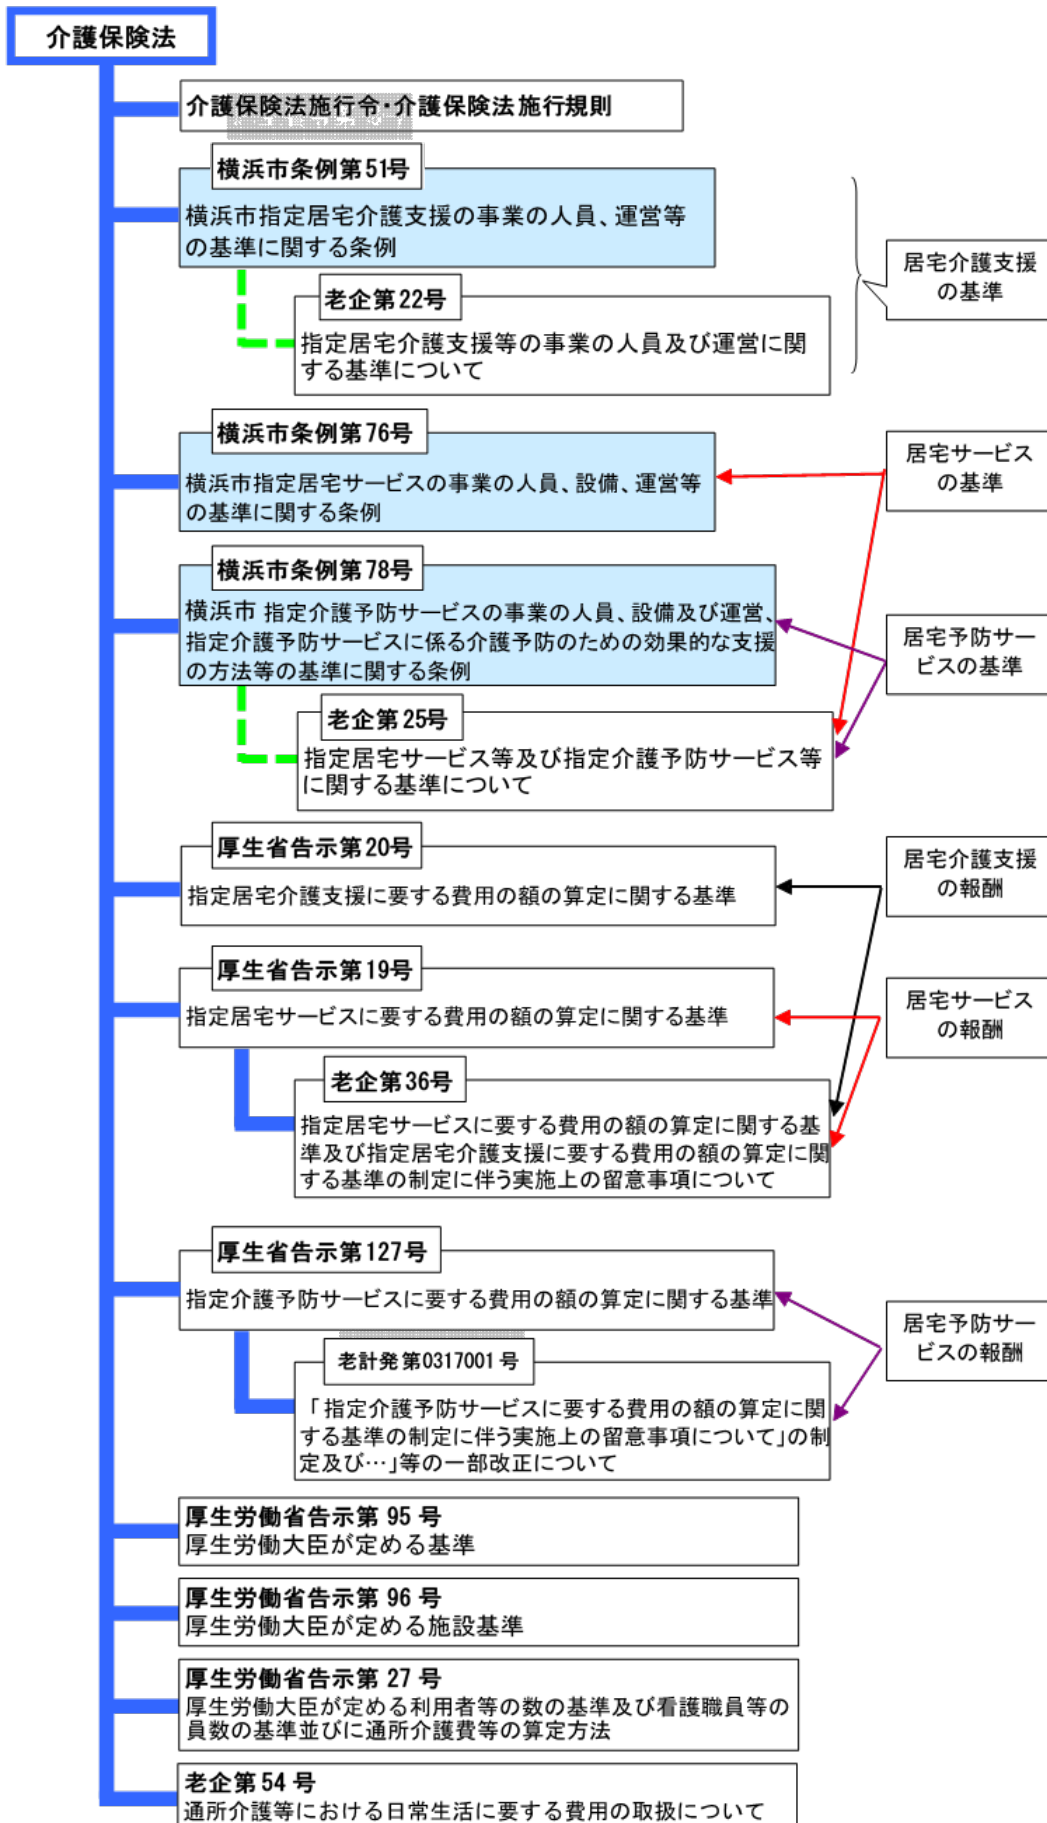 介護保険法
介護保険法施行令・介護保険法施行規則
横浜市条例第51号
横浜市指定居宅介護支援の事業の人員、運営等
の基準に関する条例
居宅介護支援
の基準
老企第22号
指定居宅介護支援等の事業の人員及び運営に関
する基準について
横浜市条例第76号
横浜市指定居宅サービスの事業の人員、設備、運営等
の基準に関する条例
居宅サービス
の基準
横浜市条例第78号
横浜市 指定介護予防サービスの事業の人員、設備及び運営、
指定介護予防サービスに係る介護予防のための効果的な支援
の方法等の基準に関する条例
居宅予防サー
ビスの基準
老企第25号
指定居宅サービス等及び指定介護予防サービス等
に関する基準について
厚生省告示第20号
指定居宅介護支援に要する費用の額の算定に関する基準
居宅介護支援
の報酬
厚生省告示第19号
指定居宅サービスに要する費用の額の算定に関する基準
居宅サービス
の報酬
老企第36号
指定居宅サービスに要する費用の額の算定に関する基
準及び指定居宅介護支援に要する費用の額の算定に関
する基準の制定に伴う実施上の留意事項について
厚生省告示第127号
指定介護予防サービスに要する費用の額の算定に関する基準
居宅予防サー
ビスの報酬
老計発第0317001号
「指定介護予防サービスに要する費用の額の算定に関
する基準の制定に伴う実施上の留意事項について」の制
定及び…」等の一部改正について
厚生労働省告示第 95 号
厚生労働大臣が定める基準
厚生労働省告示第 96 号
厚生労働大臣が定める施設基準
厚生労働省告示第 27 号
厚生労働大臣が定める利用者等の数の基準及び看護職員等の
員数の基準並びに通所介護費等の算定方法
老企第54号
通所介護等における日常生活に要する費用の取扱について